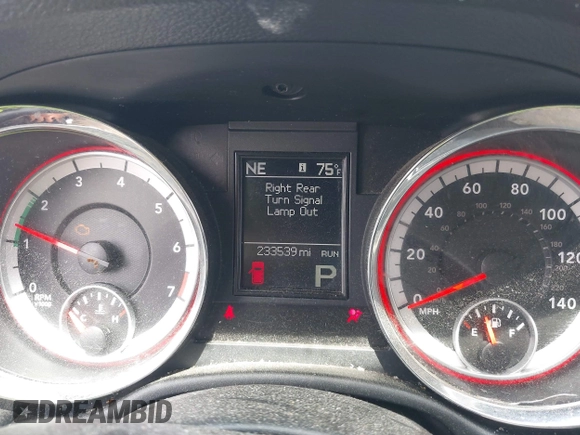 NE i 75°F
Right Rear
Turn Signal
Lamp Out
233539 mi RUN
P
0 1 2 3 4 5 6 7
RPM
C H
0 20 40 60 80 100 120 140
MPH
E F
DREAMBID